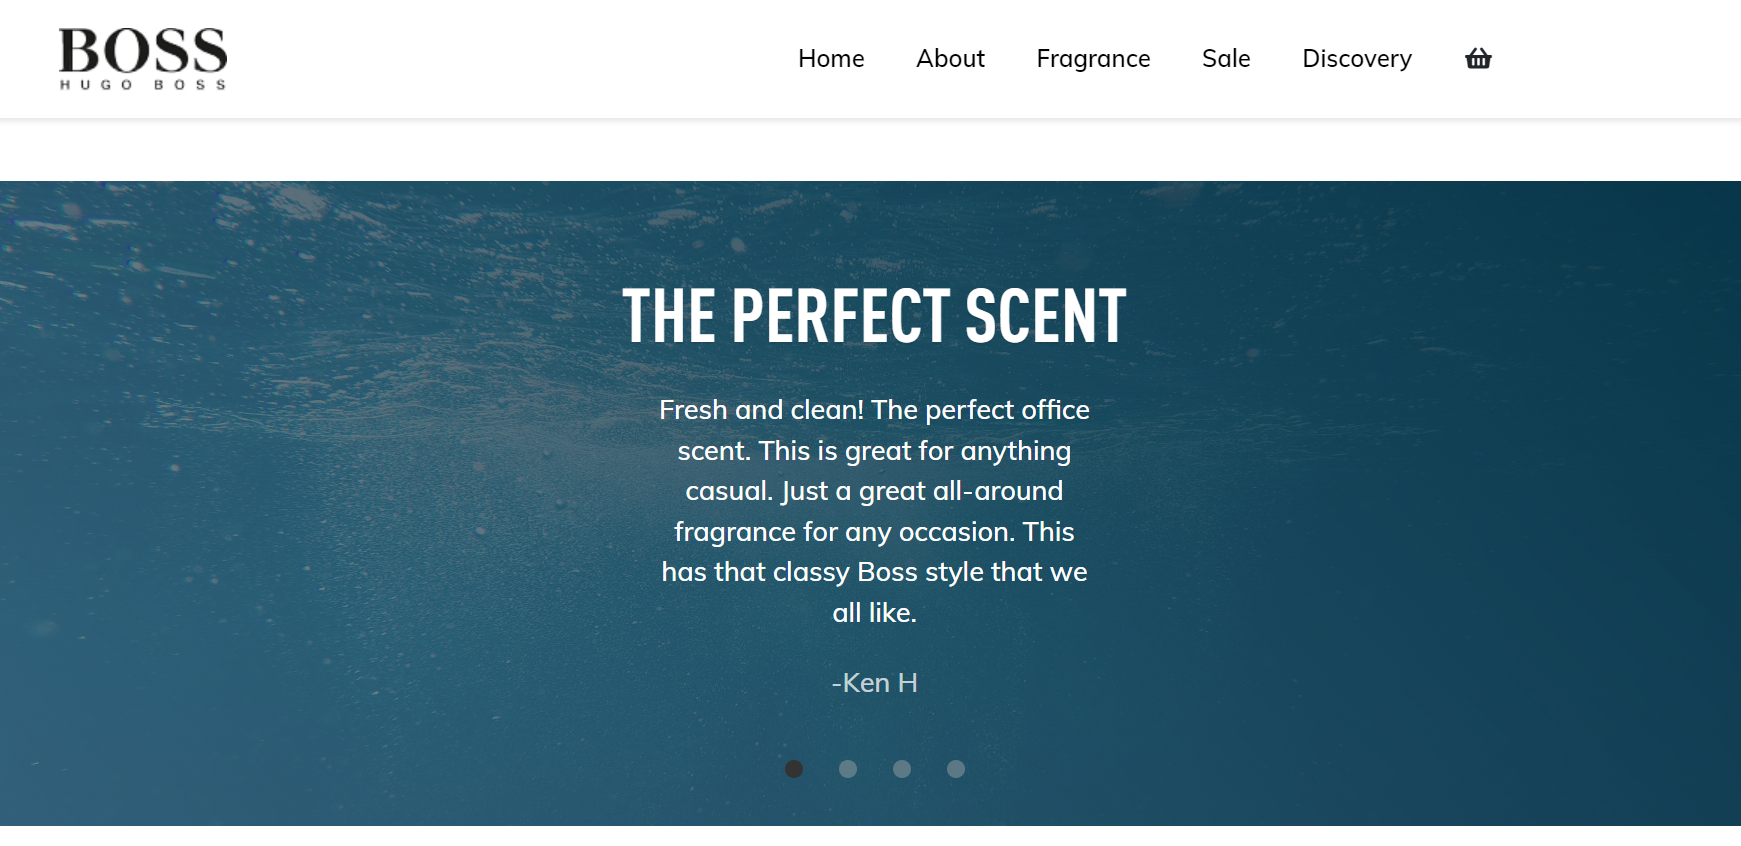 BOSS
HUGO BOSS
Home About Fragrance Sale Discovery
THE PERFECT SCENT
Fresh and clean! The perfect office
scent. This is great for anything
casual. Just a great all-around
fragrance for any occasion. This
has that classy Boss style that we
all like.
-Ken H